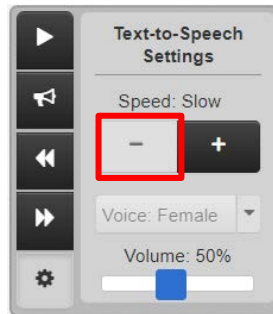 Text-to-Speech
Settings
Speed: Slow
− +
Voice: Female
Volume: 50%